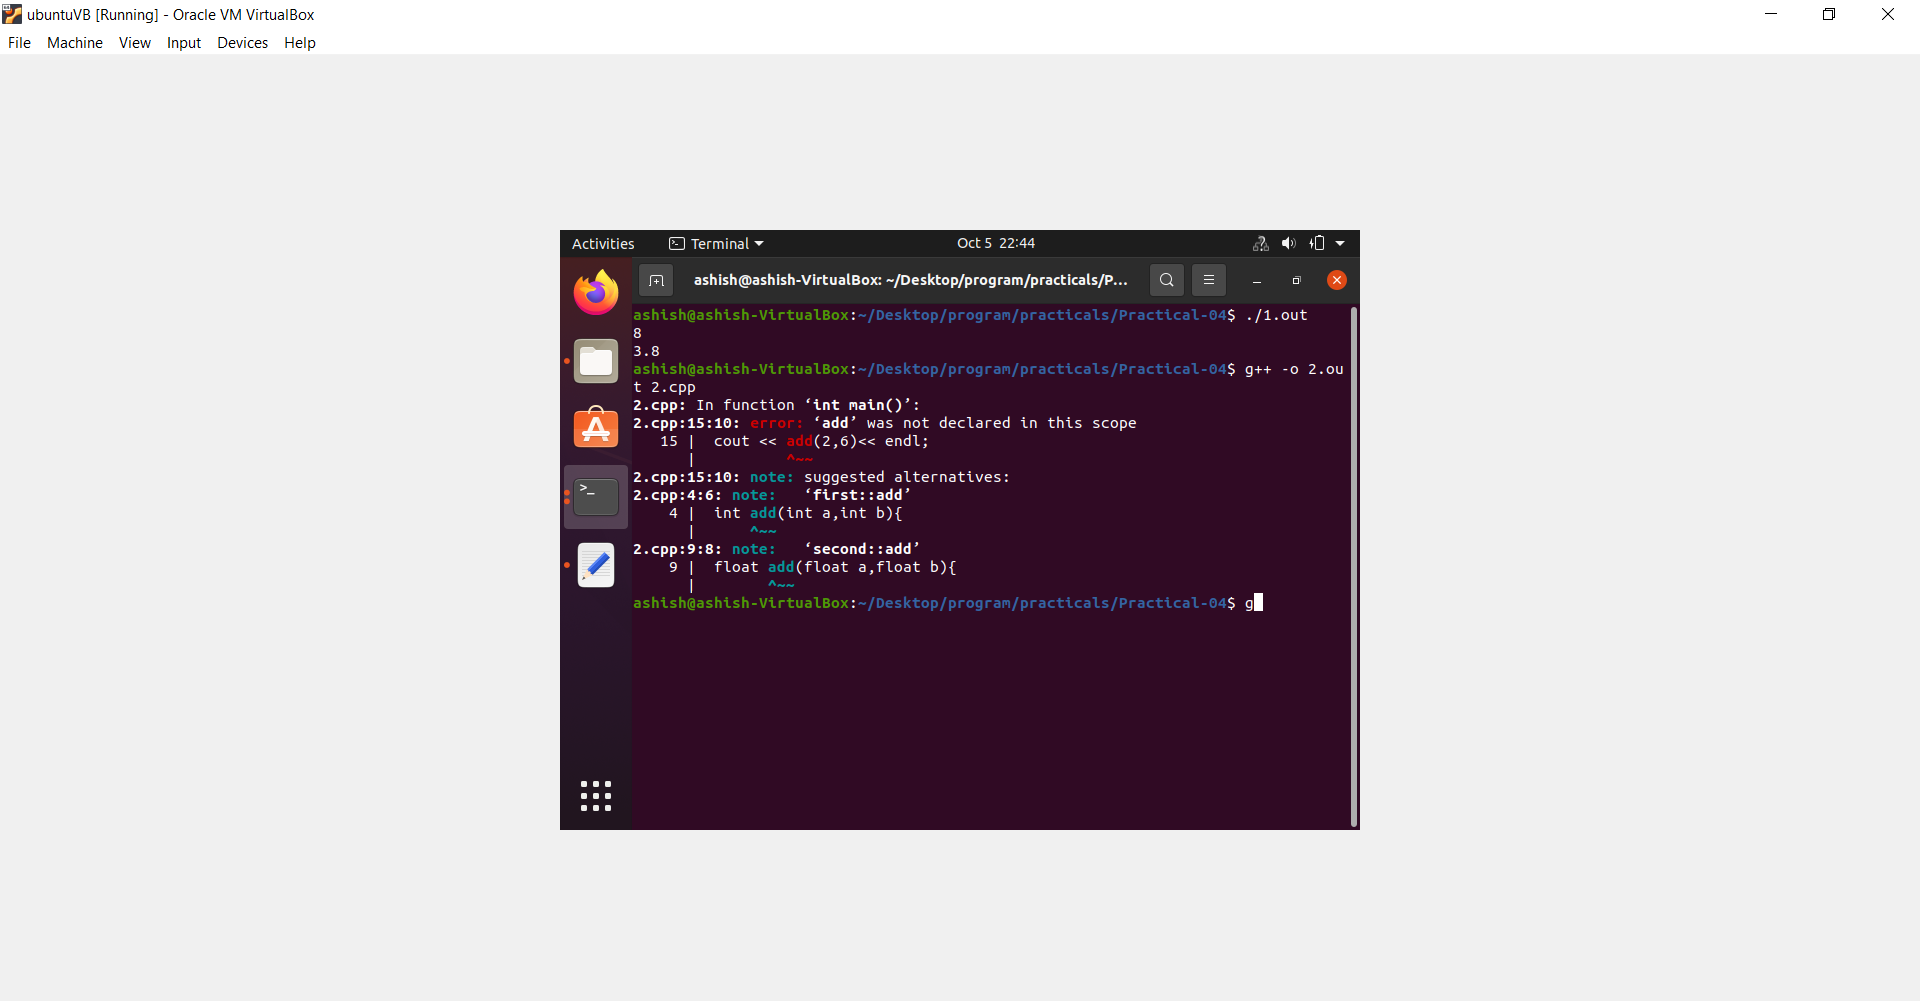 ubuntuVB [Running] - Oracle VM VirtualBox
File Machine View Input Devices Help
Activities Terminal Oct 5 22:44
ashish@ashish-VirtualBox: ~/Desktop/program/practicals/P...
ashish@ashish-VirtualBox:~/Desktop/program/practicals/Practical-04$ ./1.out
8
3.8
ashish@ashish-VirtualBox:~/Desktop/program/practicals/Practical-04$ g++ -o 2.ou
t 2.cpp
2.cpp: In function ‘int main()’:
2.cpp:15:10: error: ‘add’ was not declared in this scope
   15 |  cout << add(2,6)<< endl;
      |          ^~~
2.cpp:15:10: note: suggested alternatives:
2.cpp:4:6: note:   ‘first::add’
    4 |  int add(int a,int b){
      |      ^~~
2.cpp:9:8: note:   ‘second::add’
    9 |  float add(float a,float b){
      |        ^~~
ashish@ashish-VirtualBox:~/Desktop/program/practicals/Practical-04$ g